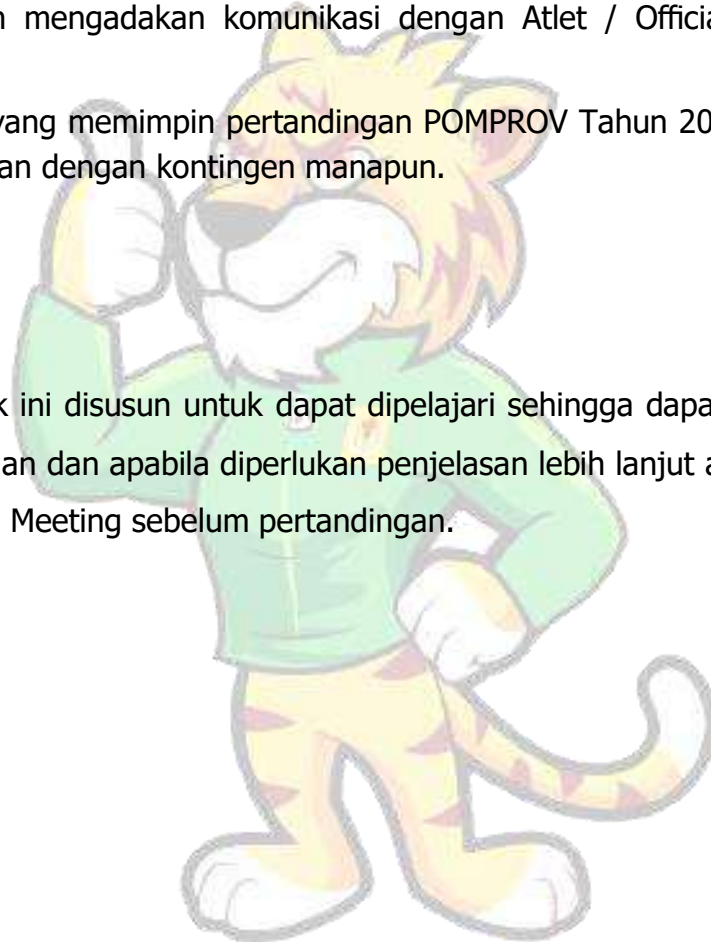 mengadakan komunikasi dengan Atlet / Officia
yang memimpin pertandingan POMPROV Tahun 20
an dengan kontingen manapun.
k ini disusun untuk dapat dipelajari sehingga dapa
an dan apabila diperlukan penjelasan lebih lanjut a
Meeting sebelum pertandingan.